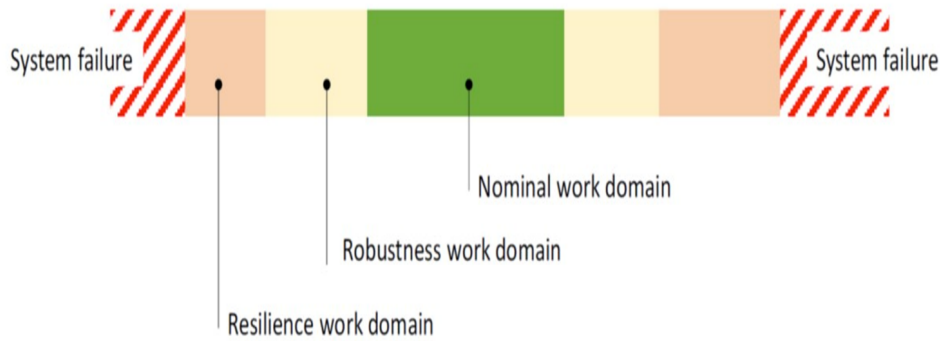 System failure
System failure
Nominal work domain
Robustness work domain
Resilience work domain